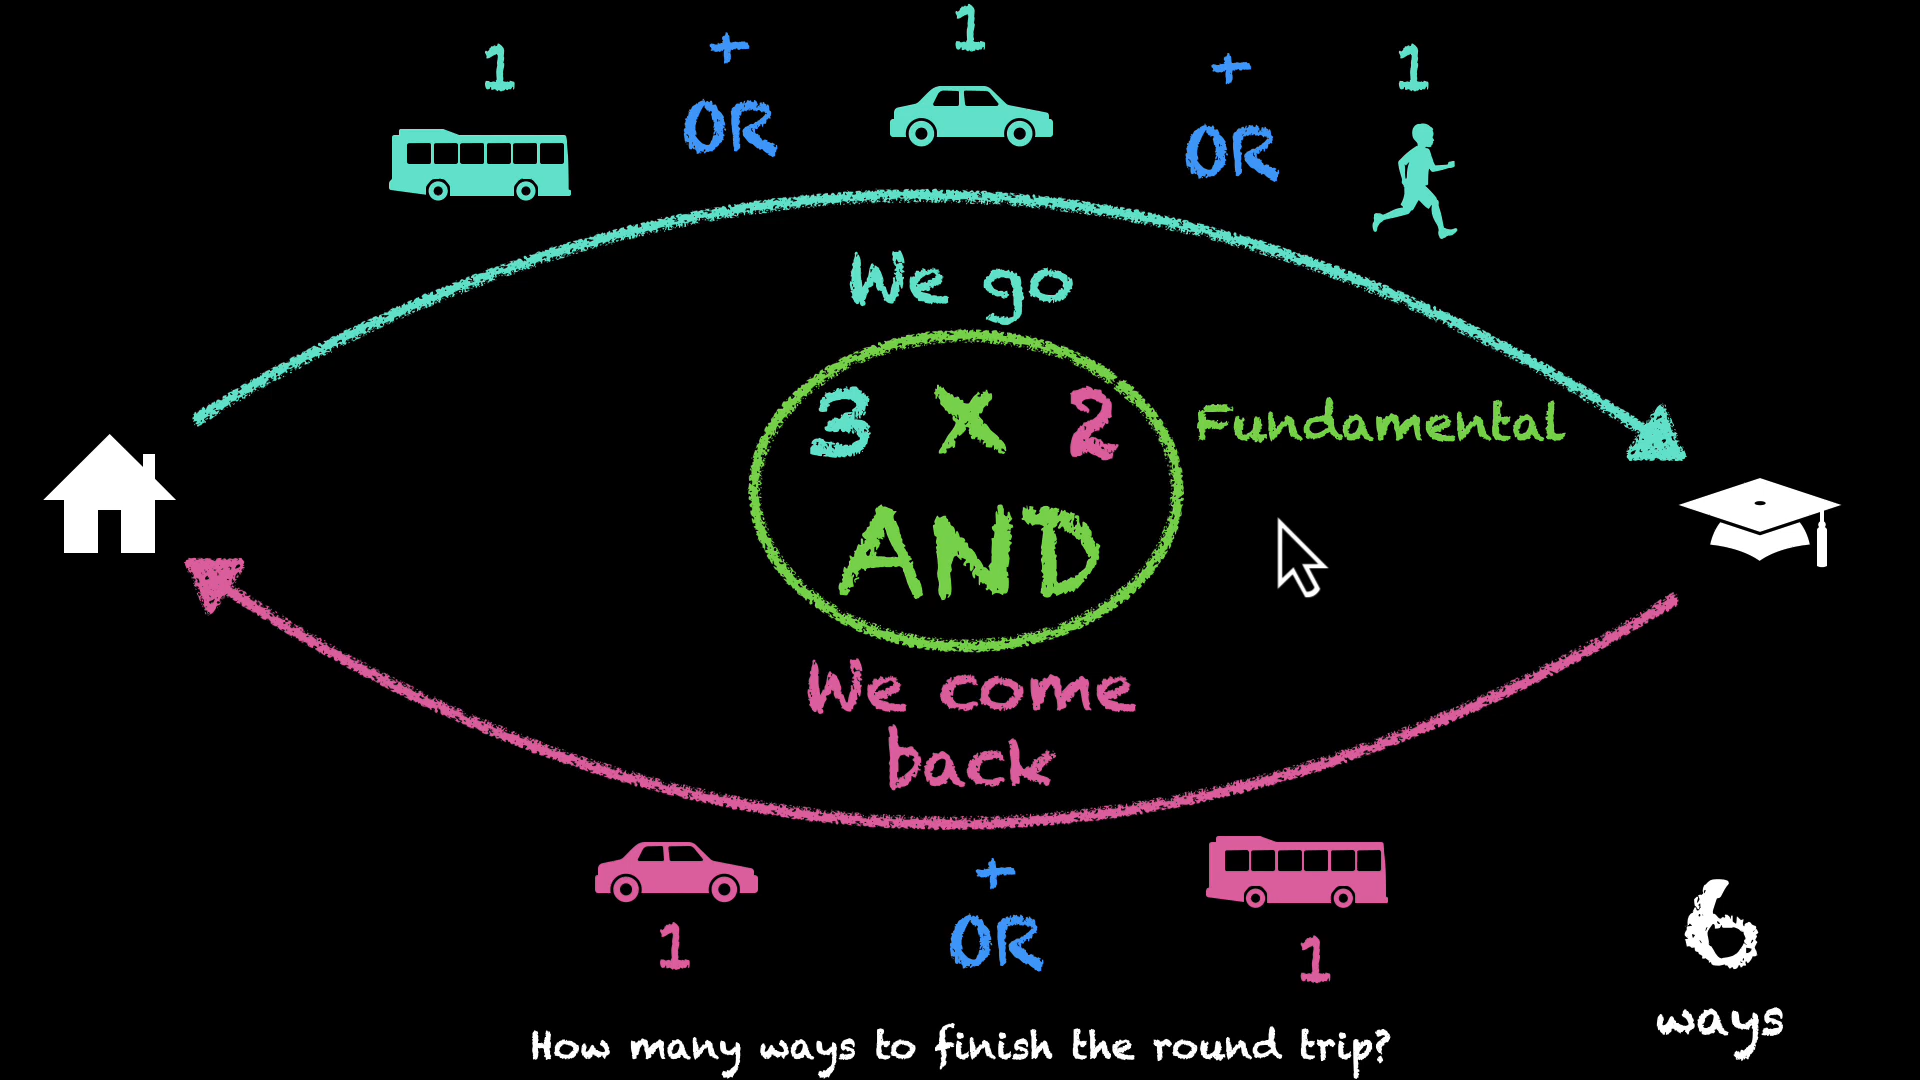 1 + 1 + 1
OR OR
We go
3 X 2
Fundamental
AND
We come
back
+
1 OR 1
6
ways
How many ways to finish the round trip?